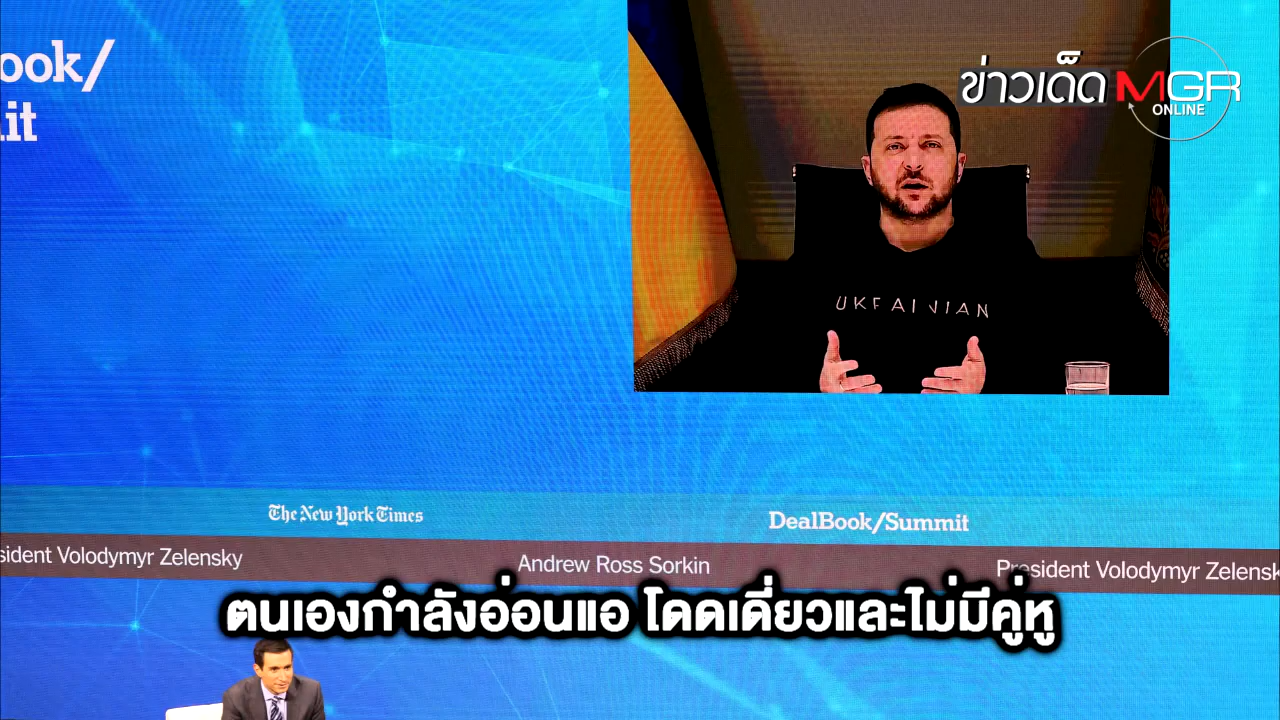 ook/
it
ข่าวเด็ด MGR
ONLINE
UKRAINIAN
The New York Times
DealBook/Summit
sident Volodymyr Zelensky
Andrew Ross Sorkin
President Volodymyr Zelensk
ตนเองกำลังอ่อนแอ โดดเดี่ยวและไม่มีคู่หู